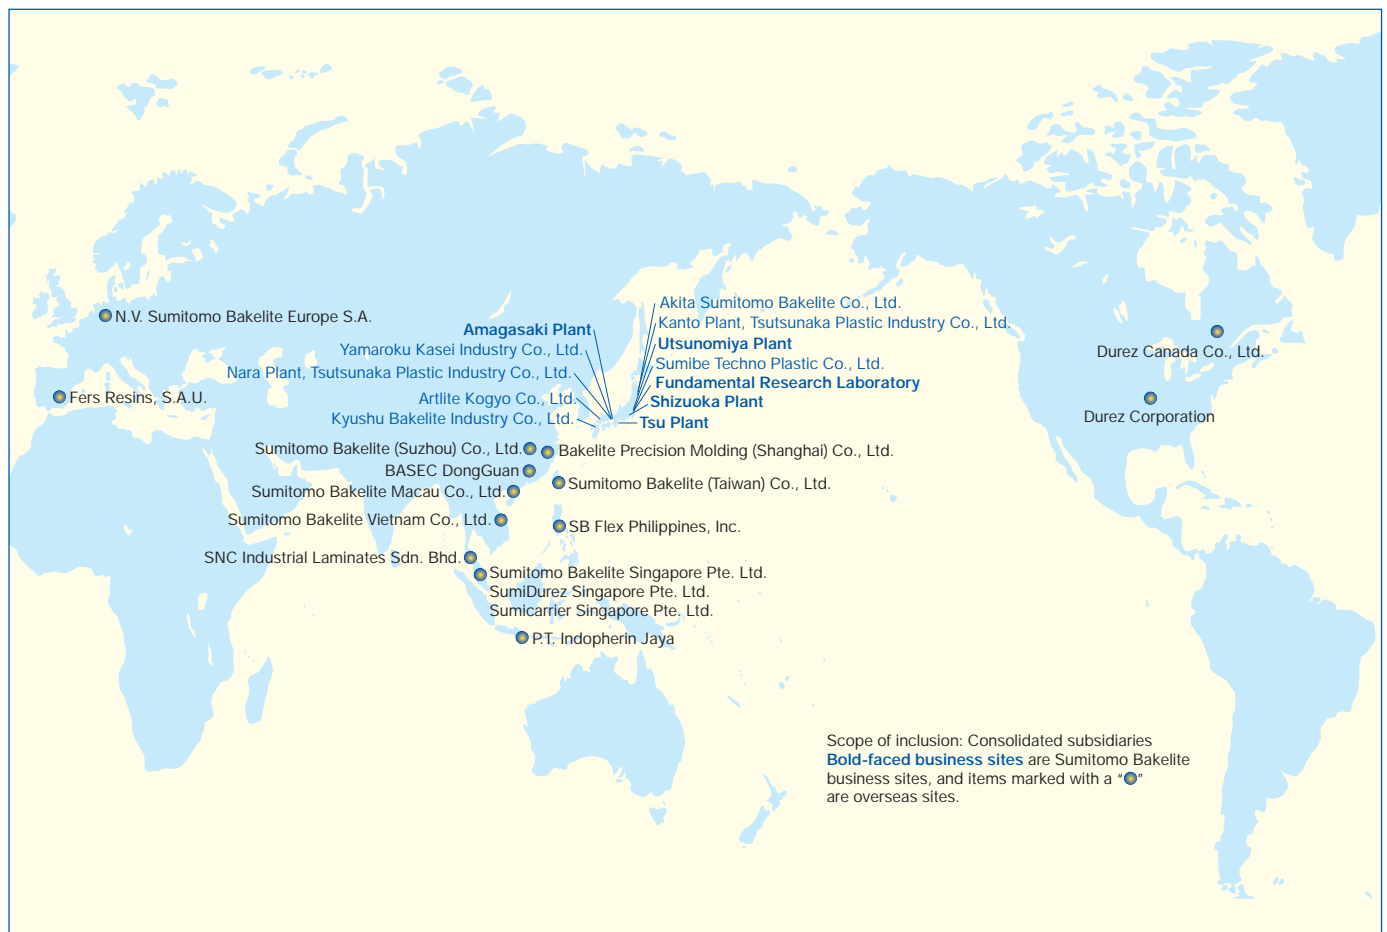 Akita Sumitomo Bakelite Co., Ltd.
N.V. Sumitomo Bakelite Europe S.A.
Kanto Plant, Tsutsunaka Plastic Industry Co., Ltd.
Amagasaki Plant
Utsunomiya Plant
Yamaroku Kasei Industry Co., Ltd.
Durez Canada Co., Ltd.
Sumibe Techno Plastic Co., Ltd.
Nara Plant, Tsutsunaka Plastic Industry Co., Ltd.
Fundamental Research Laboratory
Fers Resins, S.A.U.
Artlite Kogyo Co., Ltd.
Shizuoka Plant
Durez Corporation
Kyushu Bakelite Industry Co., Ltd.
Tsu Plant
Sumitomo Bakelite (Suzhou) Co., Ltd.
Bakelite Precision Molding (Shanghai) Co., Ltd.
BASEC DongGuan
Sumitomo Bakelite (Taiwan) Co., Ltd.
Sumitomo Bakelite Macau Co., Ltd.
Sumitomo Bakelite Vietnam Co., Ltd.
SB Flex Philippines, Inc.
SNC Industrial Laminates Sdn. Bhd.
Sumitomo Bakelite Singapore Pte. Ltd.
SumiDurez Singapore Pte. Ltd.
Sumicarrier Singapore Pte. Ltd.
P.T. Indopherin Jaya
Scope of inclusion: Consolidated subsidiaries
Bold-faced business sites are Sumitomo Bakelite
business sites, and items marked with a “ ”
are overseas sites.